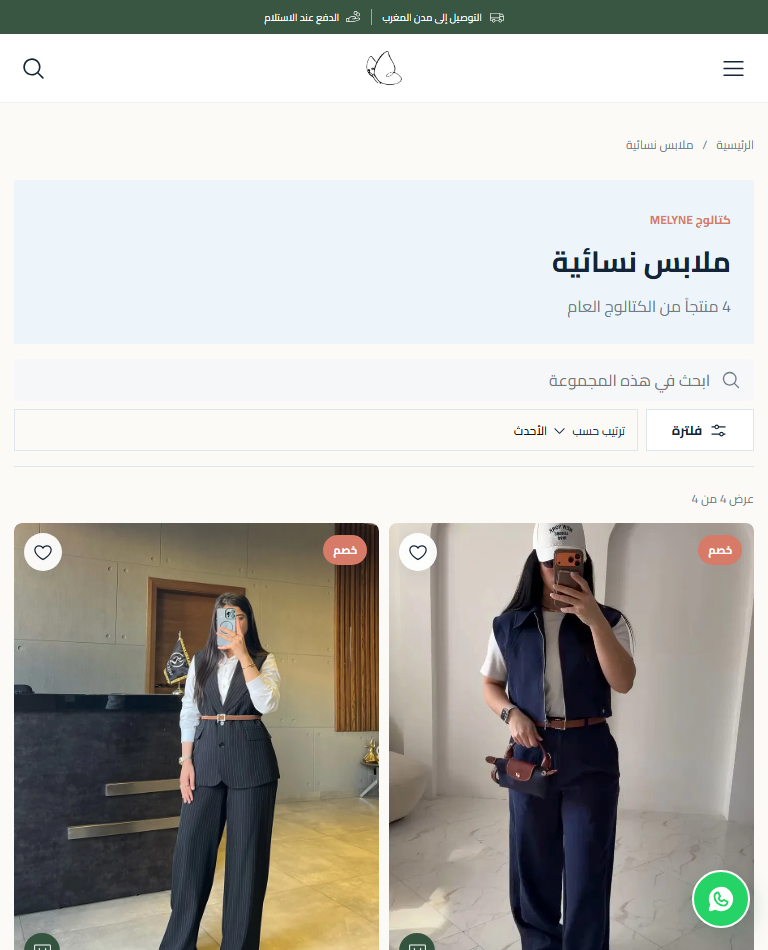 التوصيل إلى مدن المغرب
الدفع عند الاستلام
الرئيسية / ملابس نسائية
كتالوج MELYNE
ملابس نسائية
4 منتجاً من الكتالوج العام
ابحث في هذه المجموعة
فلترة
ترتيب حسب الأحدث
عرض 4 من 4
خصم
خصم